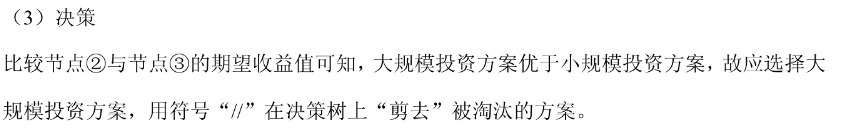 （3）决策
比较节点②与节点③的期望收益值可知，大规模投资方案优于小规模投资方案，故应选择大
规模投资方案，用符号“//”在决策树上“剪去”被淘汰的方案。